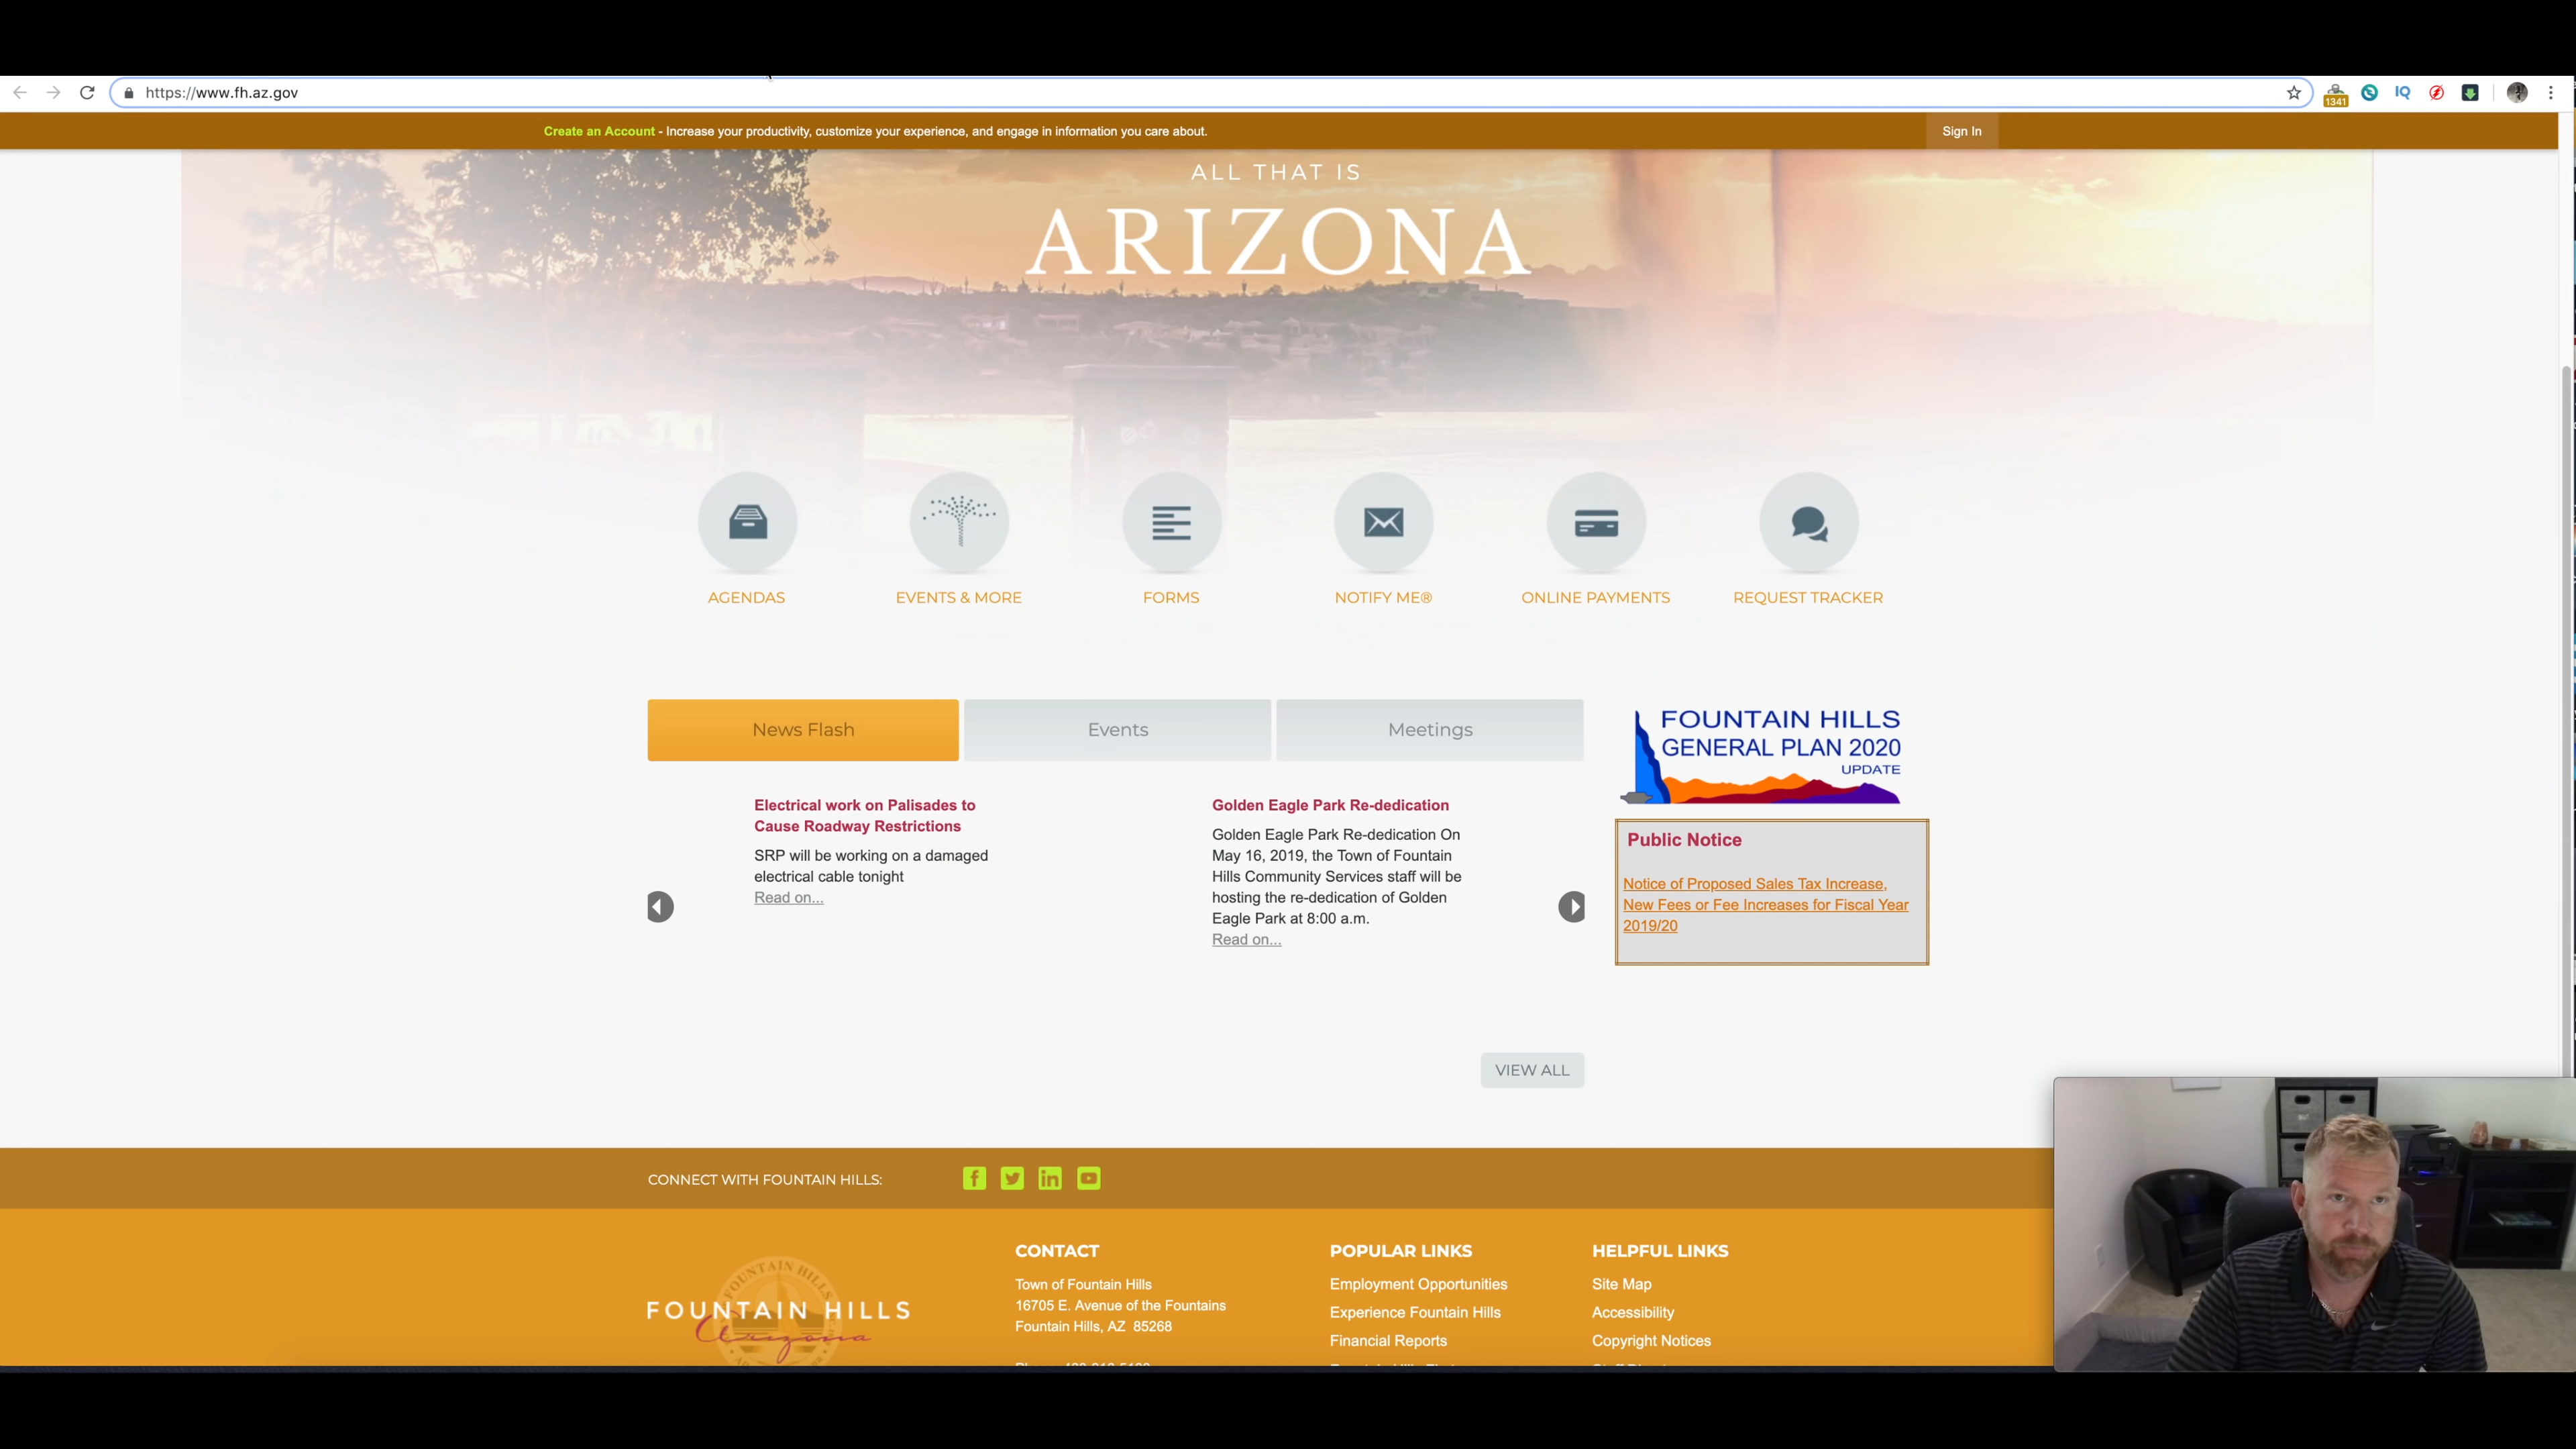 https://www.fh.az.gov
1341
IQ
Create an Account - Increase your productivity, customize your experience, and engage in information you care about.
Sign In
ALL THAT IS
ARIZONA
AGENDAS
EVENTS & MORE
FORMS
NOTIFY ME®
ONLINE PAYMENTS
REQUEST TRACKER
News Flash
Events
Meetings
Electrical work on Palisades to
Cause Roadway Restrictions
SRP will be working on a damaged
electrical cable tonight
Read on...
Golden Eagle Park Re-dedication
Golden Eagle Park Re-dedication On
May 16, 2019, the Town of Fountain
Hills Community Services staff will be
hosting the re-dedication of Golden
Eagle Park at 8:00 a.m.
Read on...
FOUNTAIN HILLS
GENERAL PLAN 2020
UPDATE
Public Notice
Notice of Proposed Sales Tax Increase,
New Fees or Fee Increases for Fiscal Year
2019/20
VIEW ALL
CONNECT WITH FOUNTAIN HILLS:
FOUNTAIN HILLS
FOUNTAIN HILLS
Arizona
CONTACT
Town of Fountain Hills
16705 E. Avenue of the Fountains
Fountain Hills, AZ 85268
POPULAR LINKS
Employment Opportunities
Experience Fountain Hills
Financial Reports
HELPFUL LINKS
Site Map
Accessibility
Copyright Notices